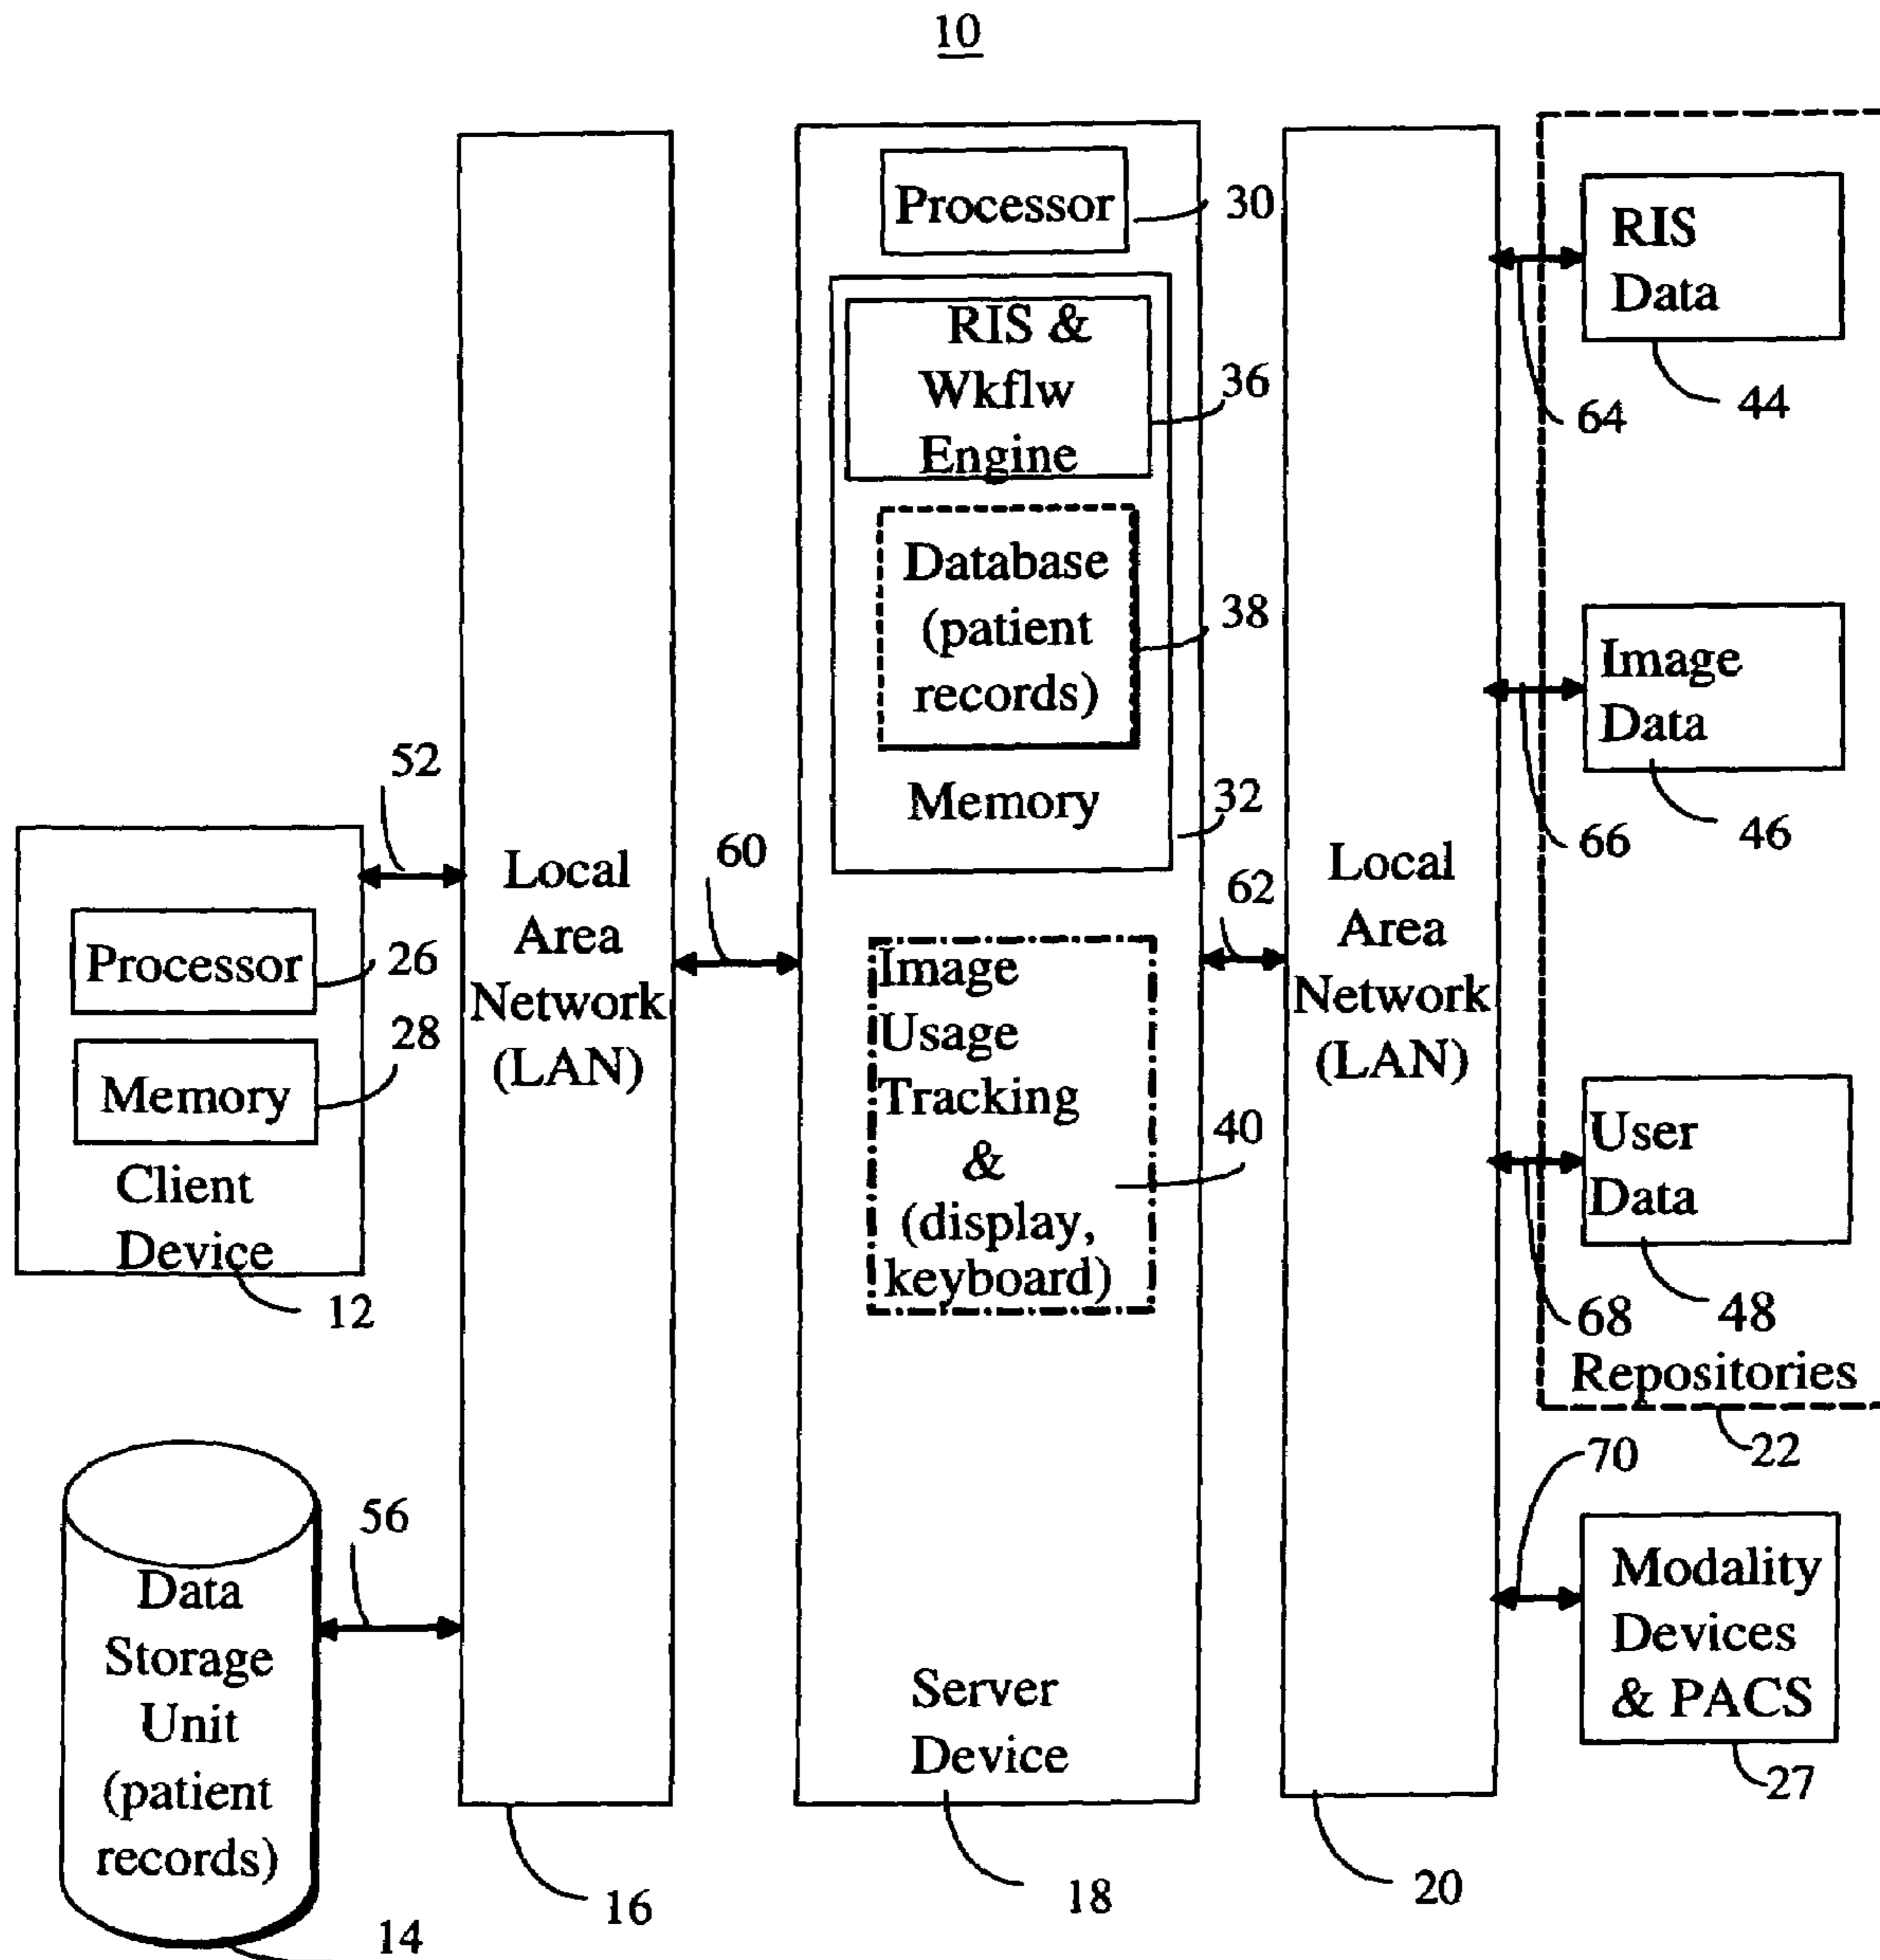 10
Processor
30
RIS &
Wkflw
Engine
36
Database
(patient
records)
38
Memory
32
Image
Usage
Tracking
&
(display,
keyboard)
40
Server
Device
18
52
Processor
26
Memory
28
Client
Device
12
Data
Storage
Unit
(patient
records)
14
56
Local
Area
Network
(LAN)
16
60
62
Local
Area
Network
(LAN)
20
RIS
Data
44
64
Image
Data
46
66
User
Data
48
68
Repositories
22
70
Modality
Devices
& PACS
27